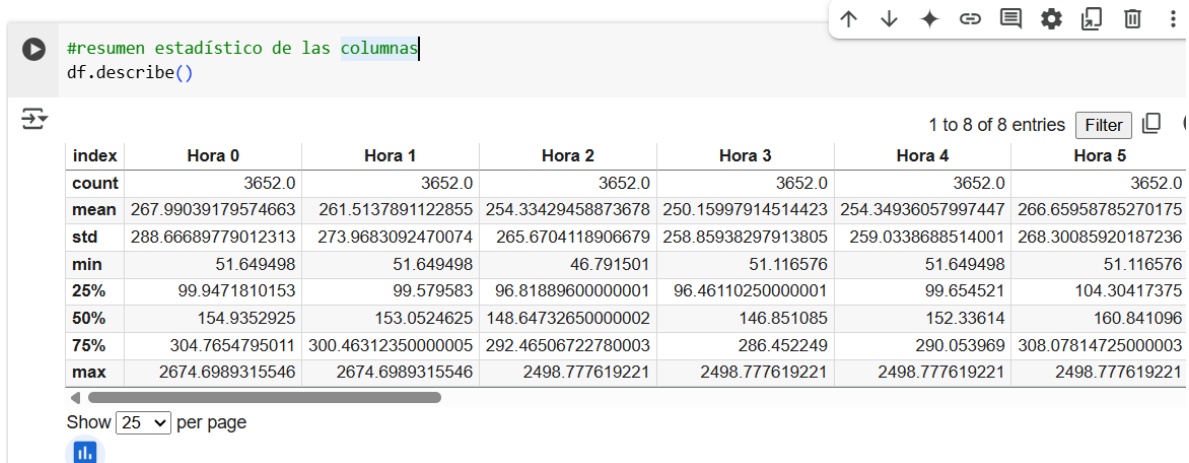 #resumen estadístico de las columnas
df.describe()
1 to 8 of 8 entries Filter
index Hora 0 Hora 1 Hora 2 Hora 3 Hora 4 Hora 5
count 3652.0 3652.0 3652.0 3652.0 3652.0 3652.0
mean 267.99039179574663 261.5137891122855 254.33429458873678 250.15997914514423 254.34936057997447 266.65958785270175
std 288.66689779012313 273.9683092470074 265.6704118906679 258.85938297913805 259.0338688514001 268.30085920187236
min 51.649498 51.649498 46.791501 51.116576 51.649498 51.116576
25% 99.9471810153 99.579583 96.81889600000001 96.46110250000001 99.654521 104.30417375
50% 154.9352925 153.0524625 148.64732650000002 146.851085 152.33614 160.841096
75% 304.7654795011 300.46312350000005 292.46506722780003 286.452249 290.053969 308.07814725000003
max 2674.6989315546 2674.6989315546 2498.777619221 2498.777619221 2498.777619221 2498.777619221
Show 25 per page